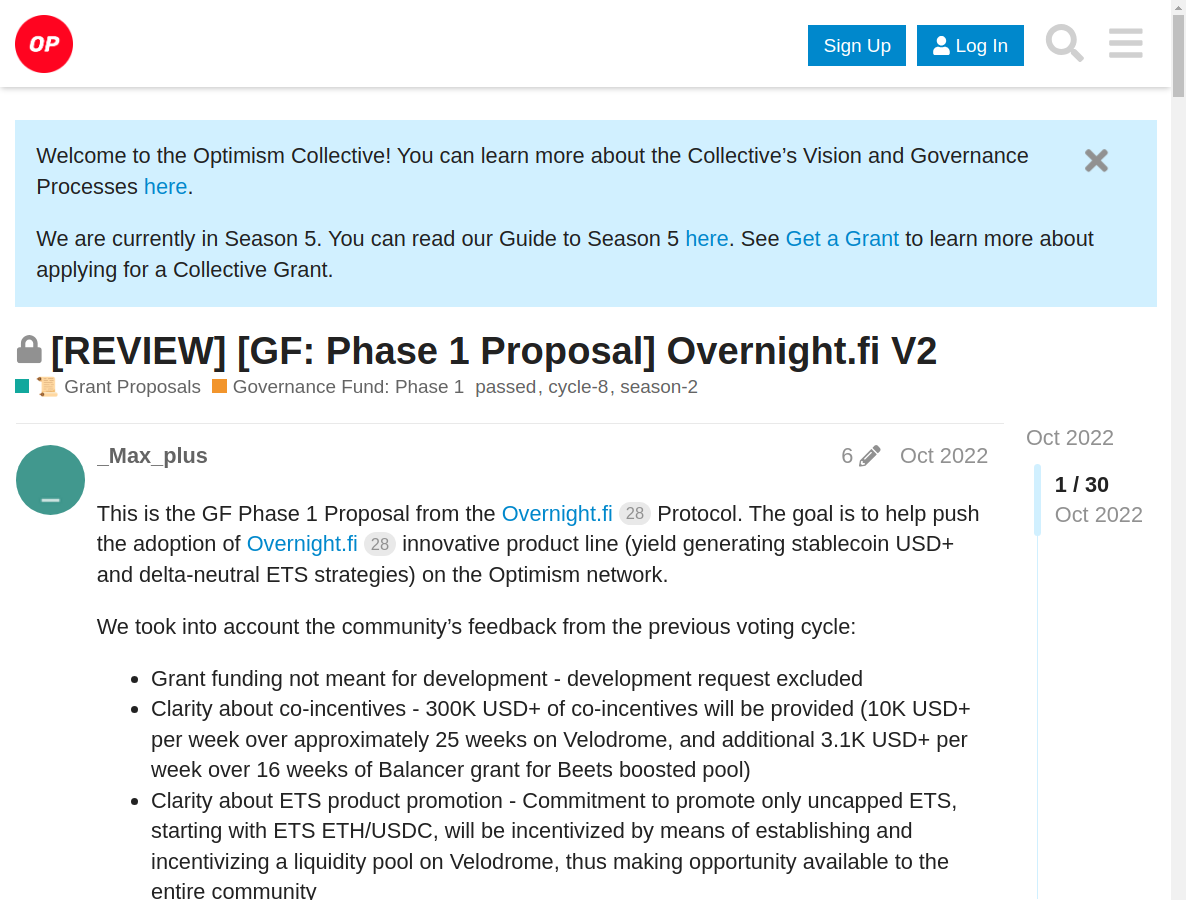 OP
Sign Up
Log In
Welcome to the Optimism Collective! You can learn more about the Collective’s Vision and Governance
Processes here.
We are currently in Season 5. You can read our Guide to Season 5 here. See Get a Grant to learn more about
applying for a Collective Grant.
[REVIEW] [GF: Phase 1 Proposal] Overnight.fi V2
Grant Proposals Governance Fund: Phase 1 passed, cycle-8, season-2
_Max_plus 6 Oct 2022
Oct 2022
1 / 30
Oct 2022
This is the GF Phase 1 Proposal from the Overnight.fi 28 Protocol. The goal is to help push
the adoption of Overnight.fi 28 innovative product line (yield generating stablecoin USD+
and delta-neutral ETS strategies) on the Optimism network.
We took into account the community’s feedback from the previous voting cycle:
• Grant funding not meant for development - development request excluded
• Clarity about co-incentives - 300K USD+ of co-incentives will be provided (10K USD+
per week over approximately 25 weeks on Velodrome, and additional 3.1K USD+ per
week over 16 weeks of Balancer grant for Beets boosted pool)
• Clarity about ETS product promotion - Commitment to promote only uncapped ETS,
starting with ETS ETH/USDC, will be incentivized by means of establishing and
incentivizing a liquidity pool on Velodrome, thus making opportunity available to the
entire community